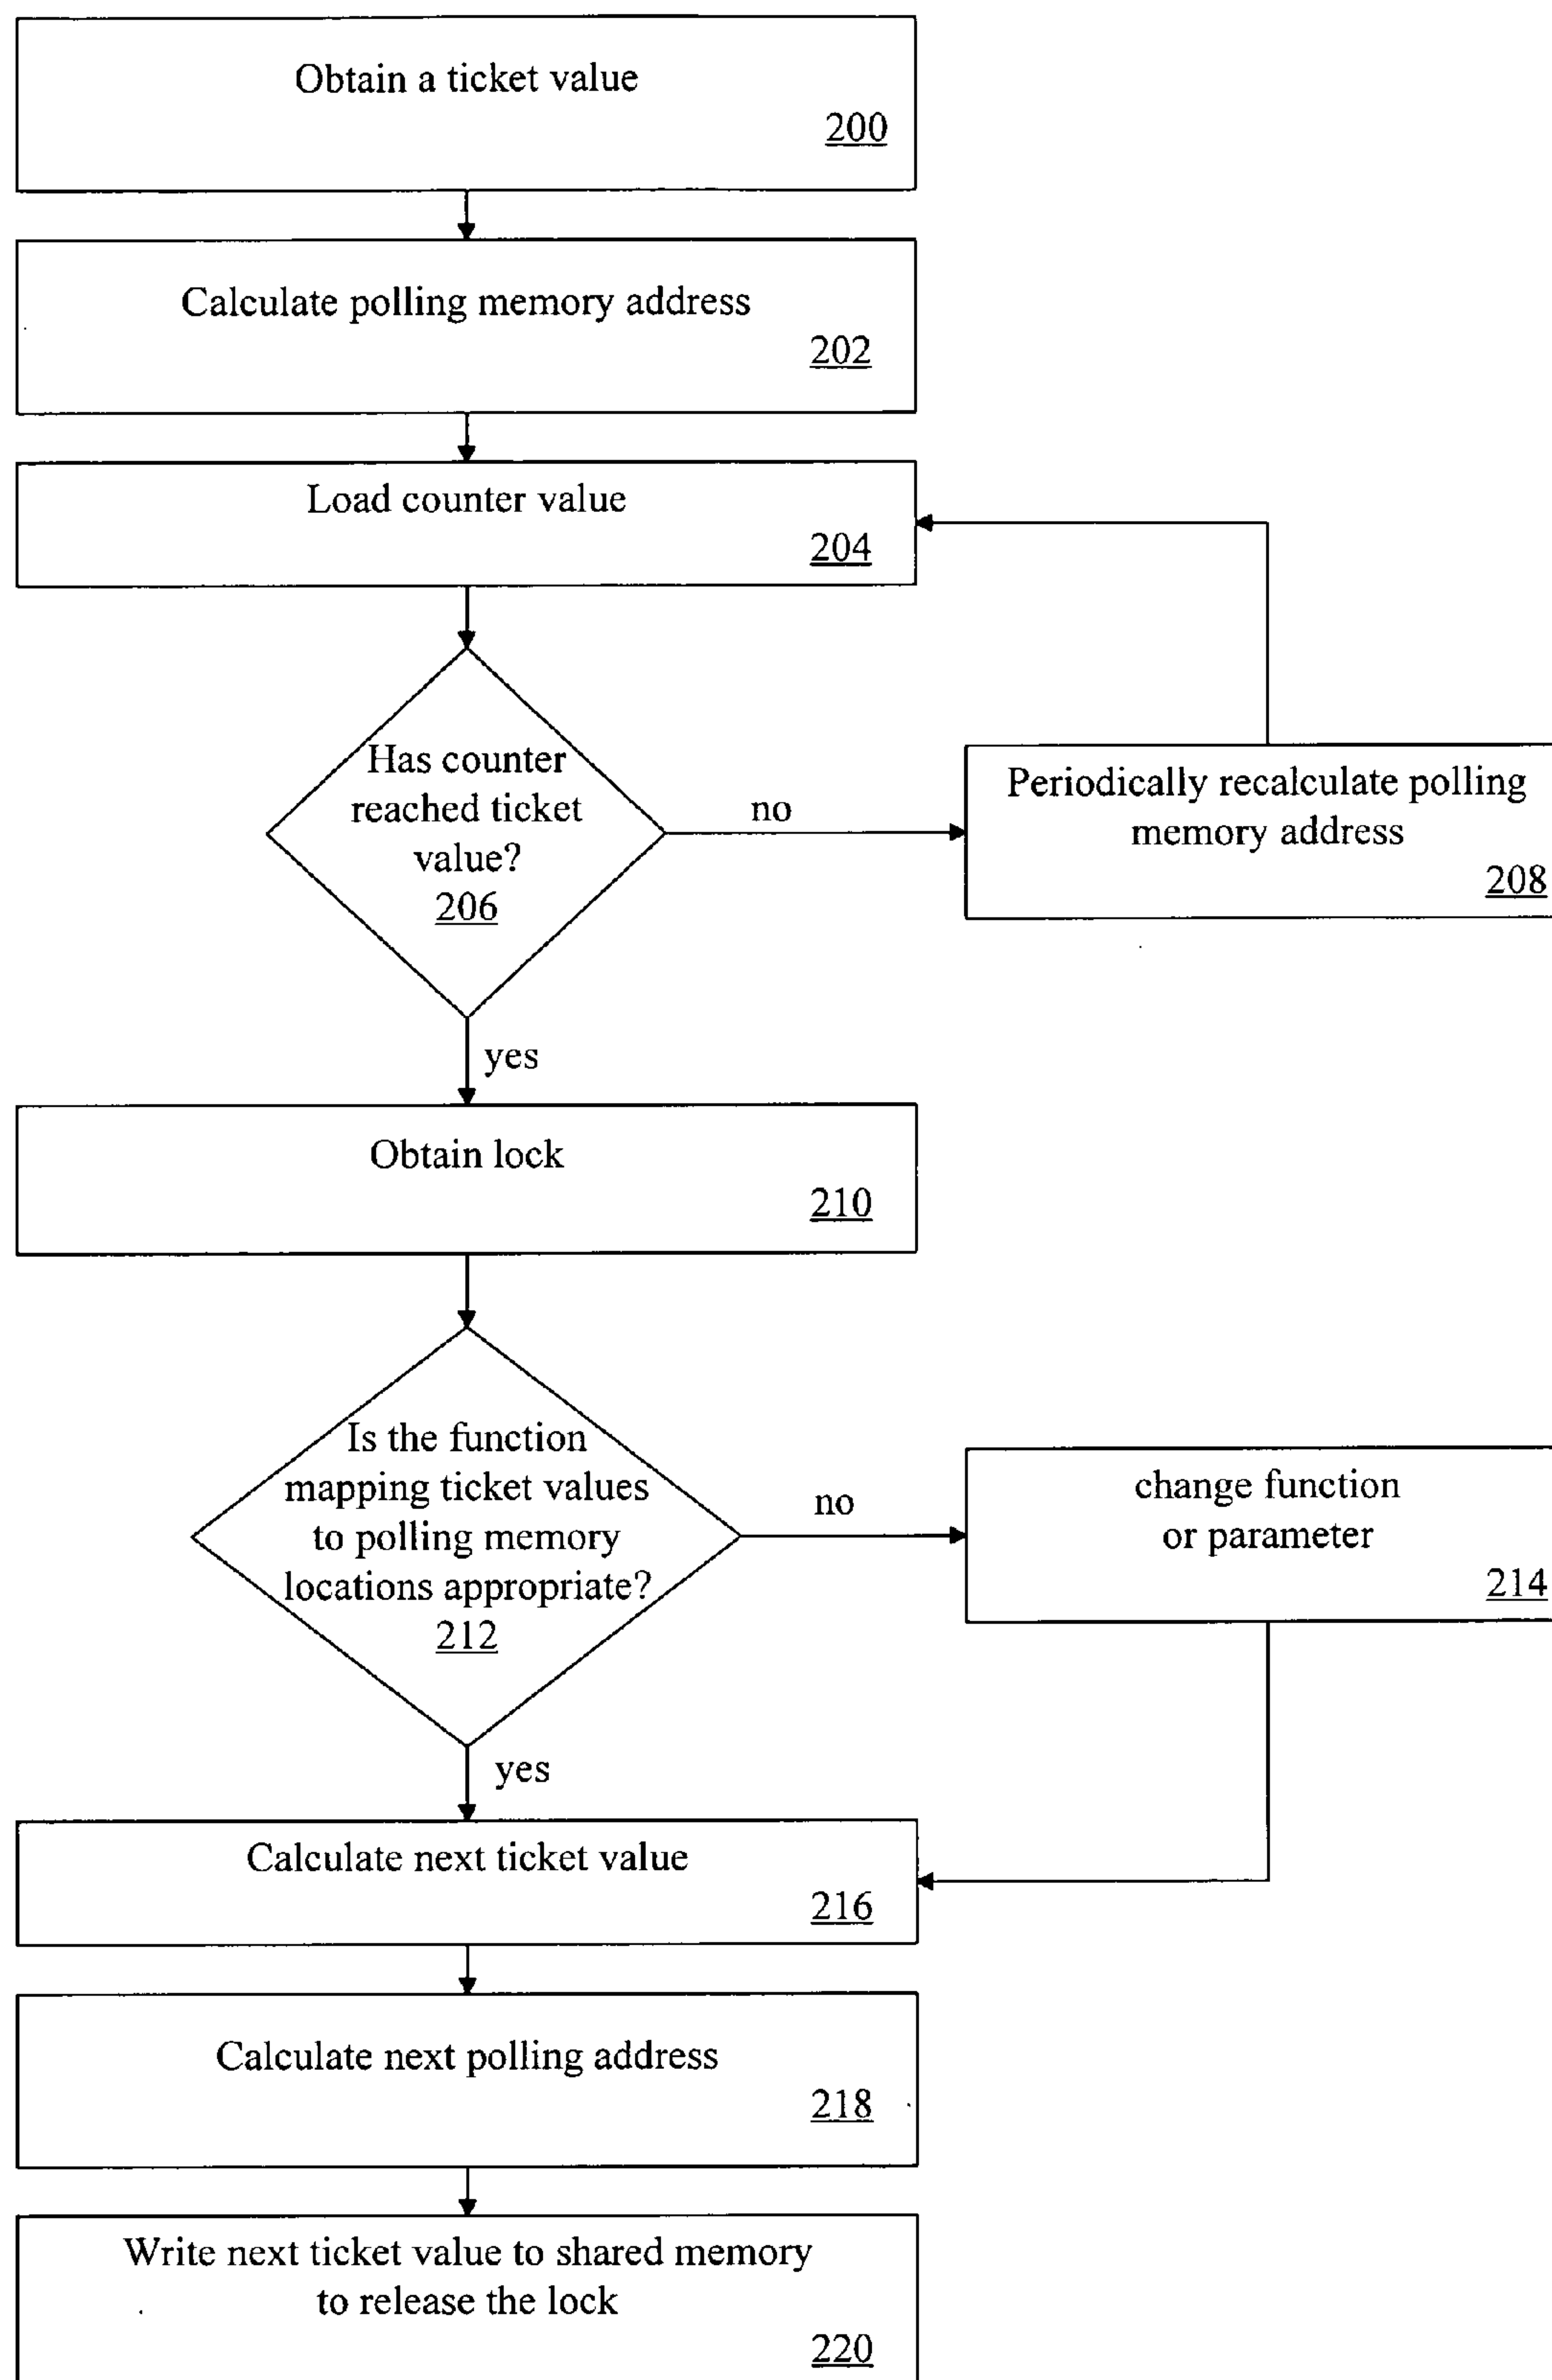 Obtain a ticket value
200
Calculate polling memory address
202
Load counter value
204
Has counter
reached ticket
value?
206
no
Periodically recalculate polling
memory address
208
yes
Obtain lock
210
Is the function
mapping ticket values
to polling memory
locations appropriate?
212
no
change function
or parameter
214
yes
Calculate next ticket value
216
Calculate next polling address
218
Write next ticket value to shared memory
to release the lock
220